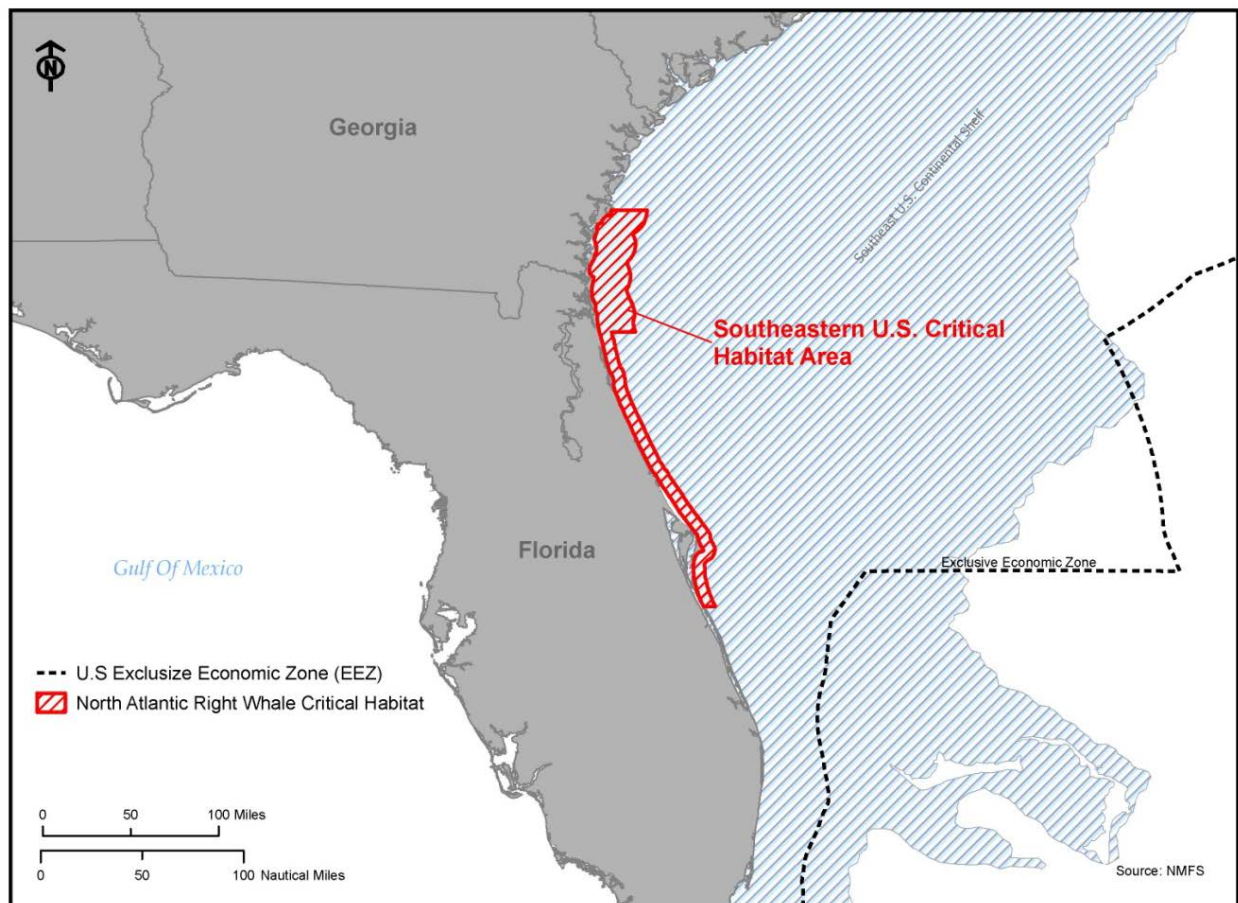 N
Georgia
Southeast U.S. Continental Shelf
Southeastern U.S. Critical
Habitat Area
Florida
Gulf Of Mexico
Exclusive Economic Zone
U.S Exclusize Economic Zone (EEZ)
North Atlantic Right Whale Critical Habitat
0 50 100 Miles
0 50 100 Nautical Miles
Source: NMFS